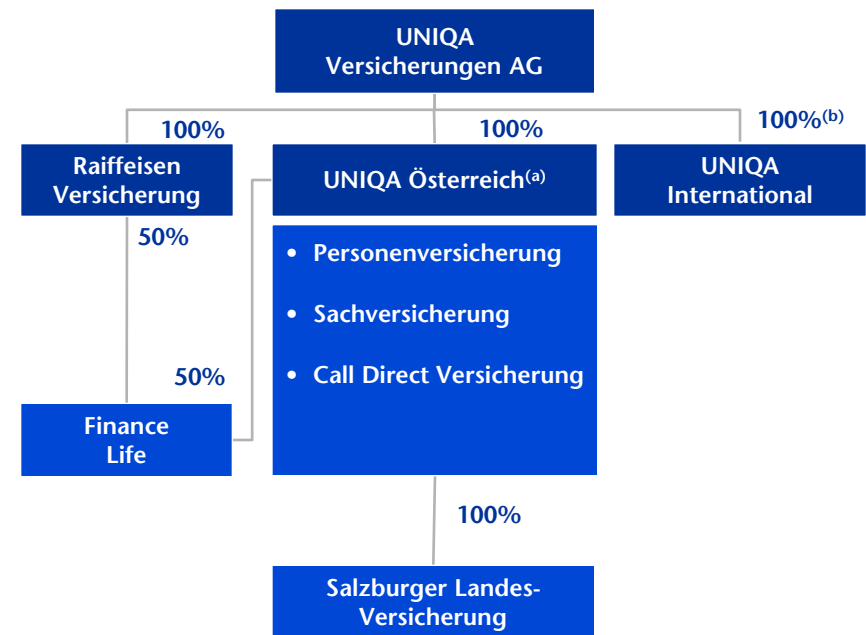 UNIQA
Versicherungen AG
100%
100%
100%(b)
Raiffeisen
Versicherung
UNIQA Österreich(a)
UNIQA
International
50%
• Personenversicherung
• Sachversicherung
• Call Direct Versicherung
50%
Finance
Life
100%
Salzburger Landes-
Versicherung